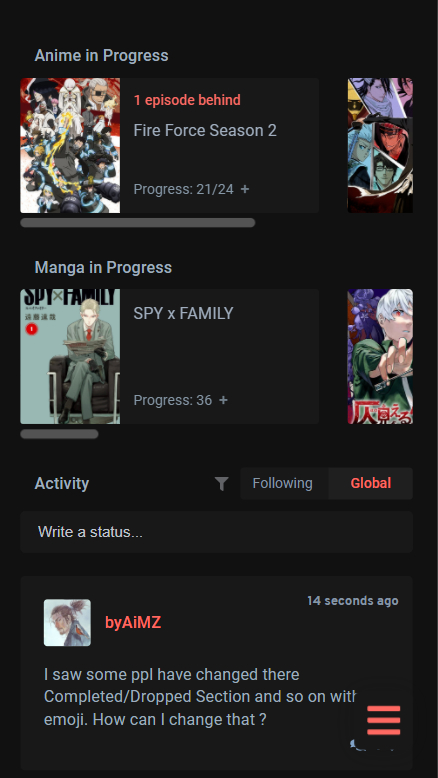 Anime in Progress
1 episode behind
Fire Force Season 2
Progress: 21/24 +
Manga in Progress
SPY×FAMILY
SPY x FAMILY
Progress: 36 +
Activity
Following
Global
Write a status...
14 seconds ago
byAiMZ
I saw some ppl have changed there
Completed/Dropped Section and so on with
emoji. How can I change that ?